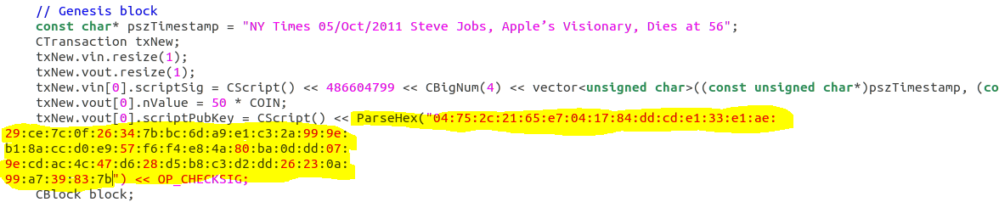 // Genesis block
const char* pszTimestamp = "NY Times 05/Oct/2011 Steve Jobs, Apple’s Visionary, Dies at 56";
CTransaction txNew;
txNew.vin.resize(1);
txNew.vout.resize(1);
txNew.vin[0].scriptSig = CScript() << 486604799 << CBigNum(4) << vector<unsigned char>((const unsigned char*)pszTimestamp, (co
txNew.vout[0].nValue = 50 * COIN;
txNew.vout[0].scriptPubKey = CScript() << ParseHex("04:75:2c:21:65:e7:04:17:84:dd:cd:e1:33:e1:ae:
29:ce:7c:0f:26:34:7b:bc:6d:a9:e1:c3:2a:99:9e:
b1:8a:cc:d0:e9:57:f6:f4:e8:4a:80:ba:0d:dd:07:
9e:cd:ac:4c:47:d6:28:d5:b8:c3:d2:dd:26:23:0a:
99:a7:39:83:7b") << OP_CHECKSIG;
CBlock block;